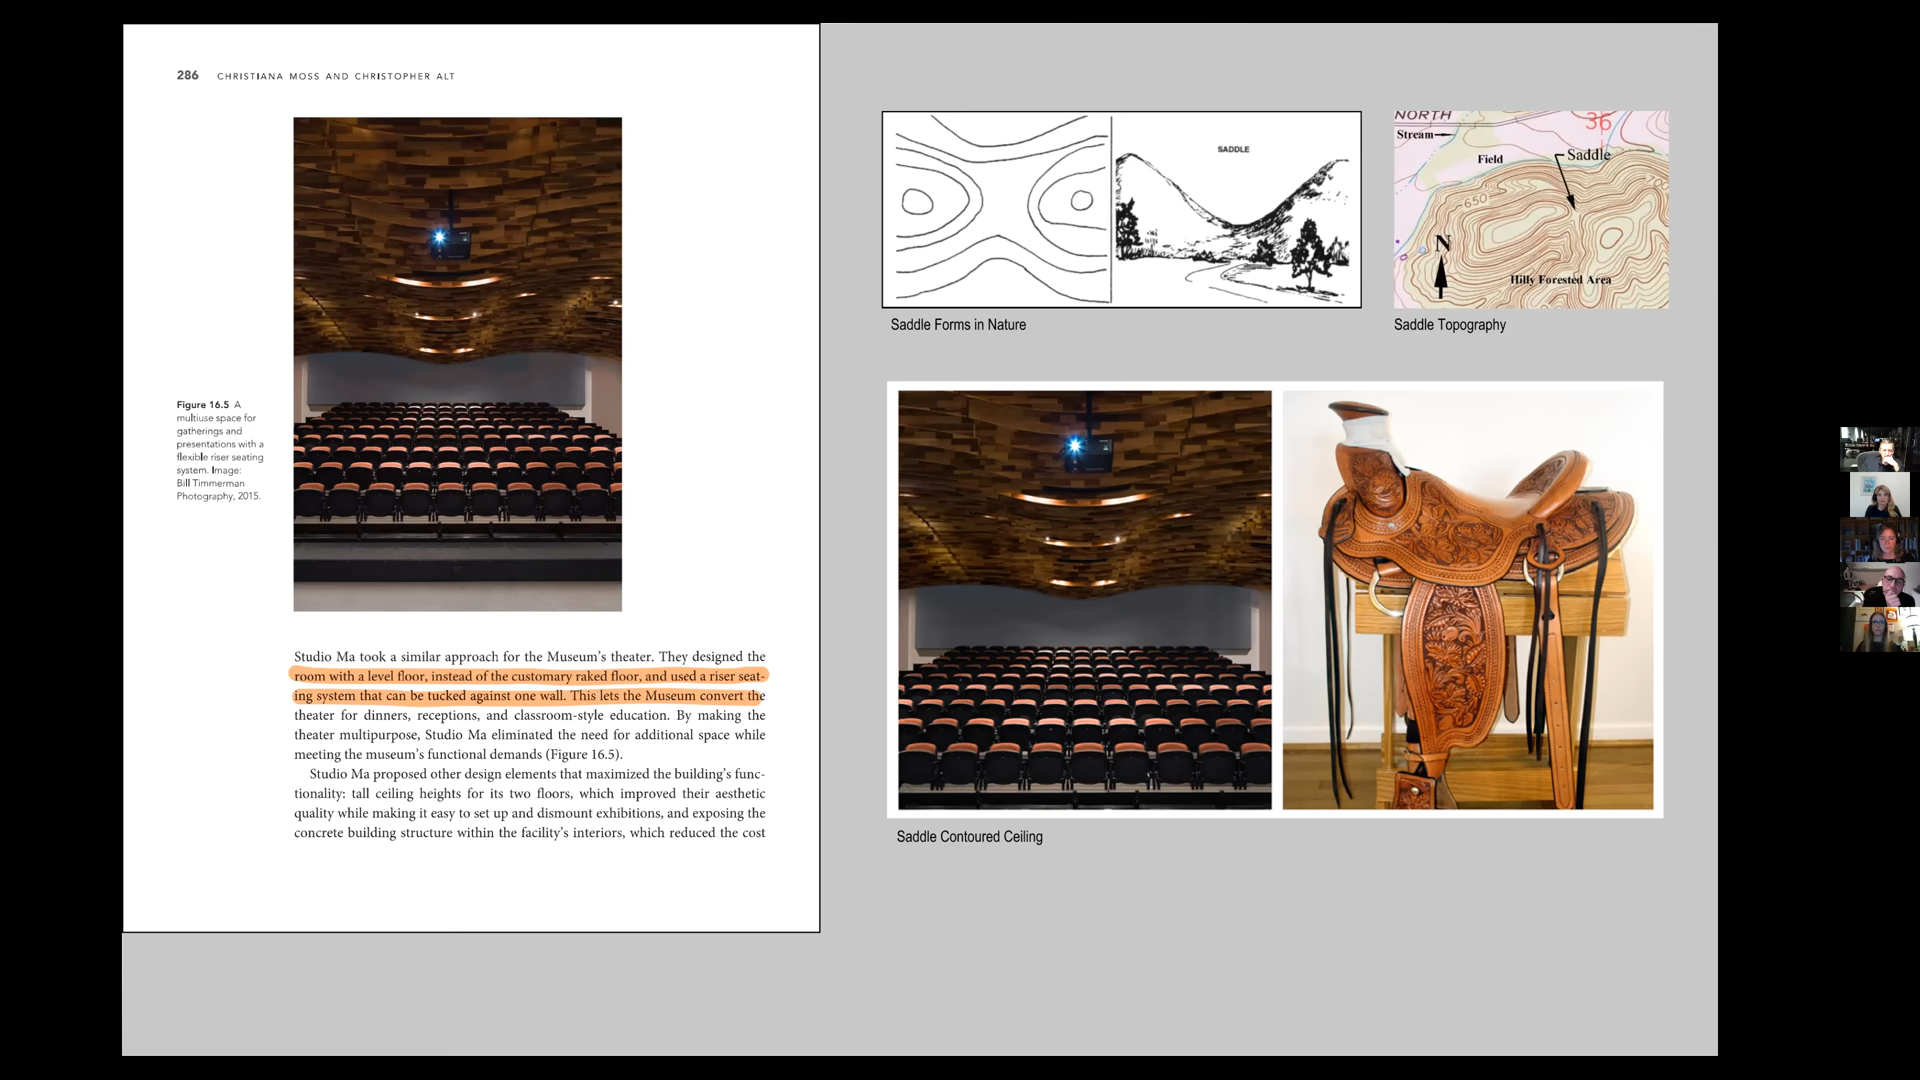 286 CHRISTIANA MOSS AND CHRISTOPHER ALT
Figure 16.5 A
multiuse space for
gatherings and
presentations with a
flexible riser seating
system. Image:
Bill Timmerman
Photography, 2015.
Studio Ma took a similar approach for the Museum's theater. They designed the
room with a level floor, instead of the customary raked floor, and used a riser seat-
ing system that can be tucked against one wall. This lets the Museum convert the
theater for dinners, receptions, and classroom-style education. By making the
theater multipurpose, Studio Ma eliminated the need for additional space while
meeting the museum's functional demands (Figure 16.5).
Studio Ma proposed other design elements that maximized the building's func-
tionality: tall ceiling heights for its two floors, which improved their aesthetic
quality while making it easy to set up and dismount exhibitions, and exposing the
concrete building structure within the facility's interiors, which reduced the cost
SADDLE
Saddle Forms in Nature
NORTH
36
Stream
Field
Saddle
650
700
N
Hilly Forested Area
Saddle Topography
Saddle Contoured Ceiling